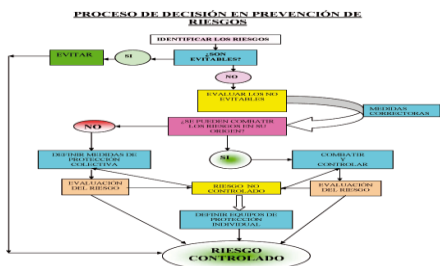 PROCESO DE DECISIÓN EN PREVENCIÓN DE
RIESGOS
IDENTIFICAR LOS RIESGOS
EVITAR
SI
¿SON
EVITABLES?
NO
EVALUAR LOS NO
EVITABLES
MEDIDAS
CORRECTORAS
NO
¿SE PUEDEN COMBATIR
LOS RIESGOS EN SU
ORIGEN?
DEFINIR MEDIDAS DE
PROTECCIÓN
COLECTIVA
SI
COMBATIR
Y
CONTROLAR
EVALUACIÓN
DEL RIESGO
RIESGO NO
CONTROLADO
EVALUACIÓN
DEL RIESGO
DEFINIR EQUIPOS DE
PROTECCIÓN
INDIVIDUAL
RIESGO
CONTROLADO